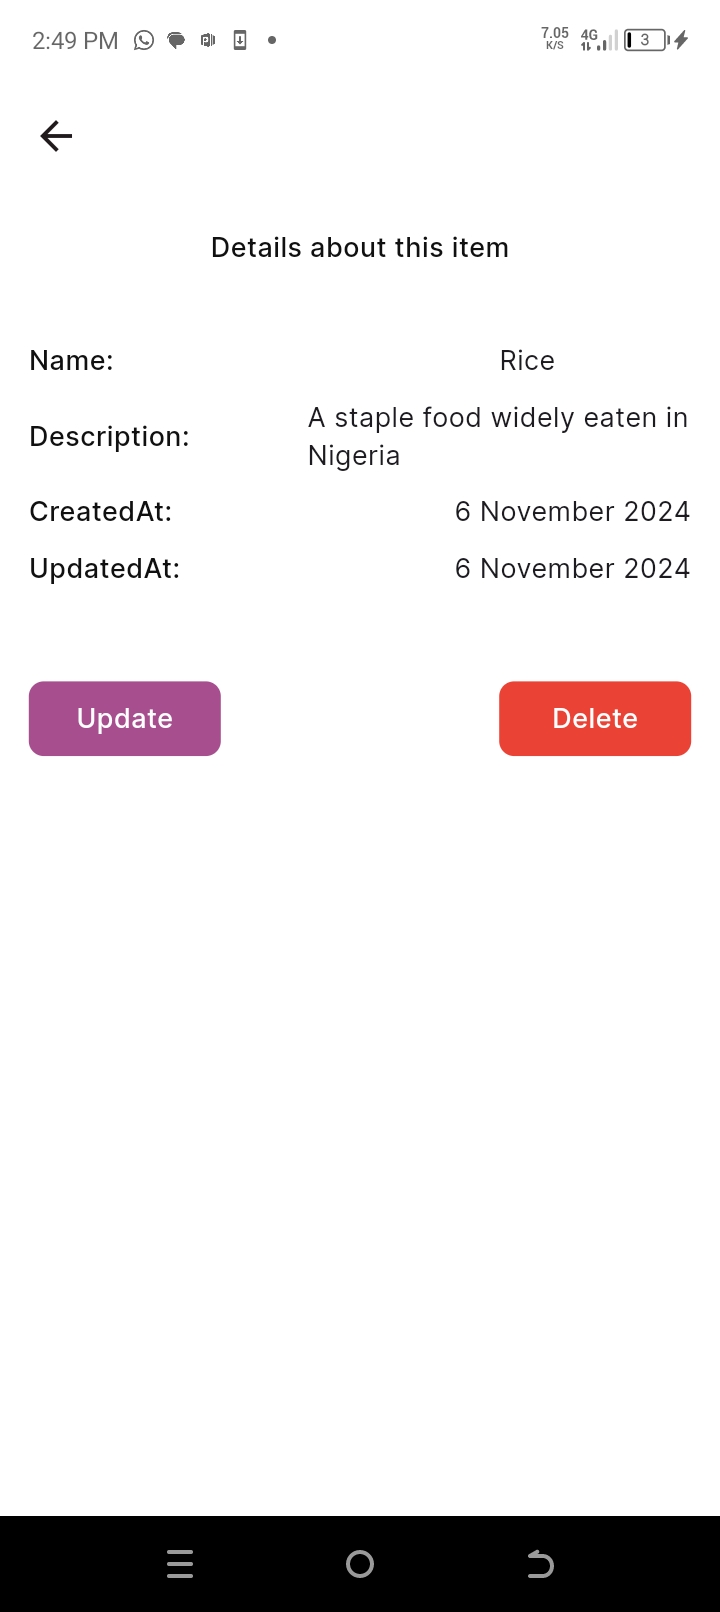 2:49 PM
7.05
K/S
4G
3
Details about this item
Name: Rice
Description: A staple food widely eaten in
Nigeria
CreatedAt: 6 November 2024
UpdatedAt: 6 November 2024
Update Delete